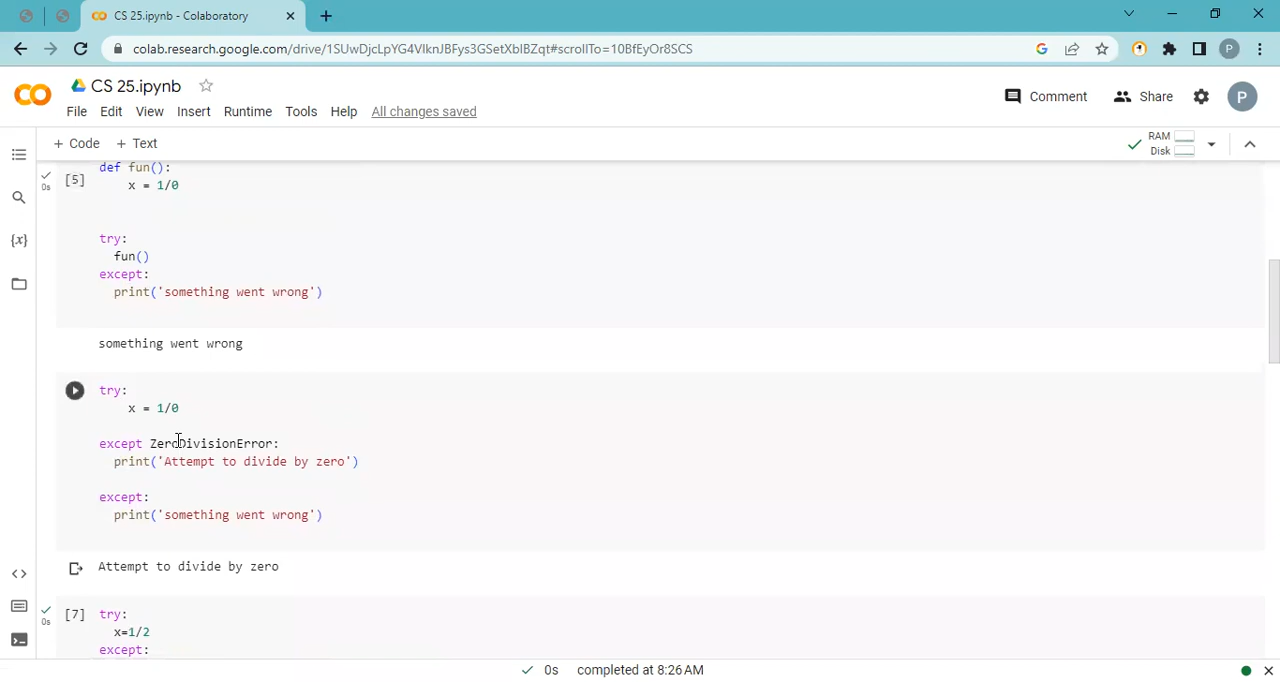 CS 25.ipynb - Colaboratory
colab.research.google.com/drive/1SUwDjcLpYG4VIknJBFys3GSetXblBZqt#scrollTo=10BfEyOr8SCS
P
CO CS 25.ipynb
File Edit View Insert Runtime Tools Help All changes saved
Comment Share P
+ Code + Text
RAM
Disk
[5] def fun():
0s
x = 1/0
try:
fun()
except:
print('something went wrong')
something went wrong
try:
x = 1/0
except ZeroDivisionError:
print('Attempt to divide by zero')
except:
print('something went wrong')
Attempt to divide by zero
[7] try:
0s
x=1/2
except:
{x}
0s completed at 8:26 AM